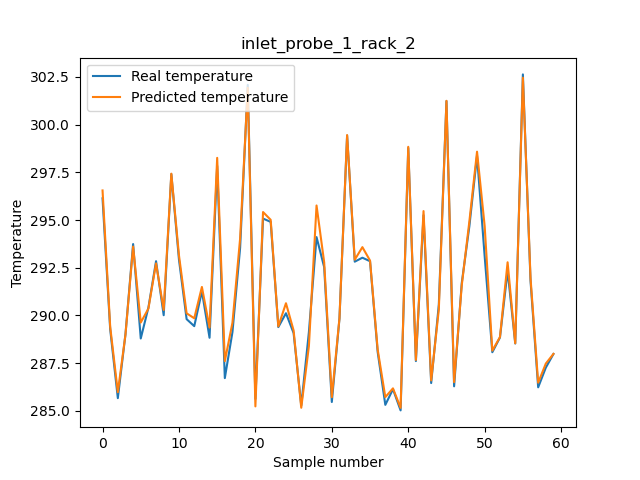 inlet_probe_1_rack_2
Real temperature
Predicted temperature
Temperature
302.5
300.0
297.5
295.0
292.5
290.0
287.5
285.0
0 10 20 30 40 50 60
Sample number